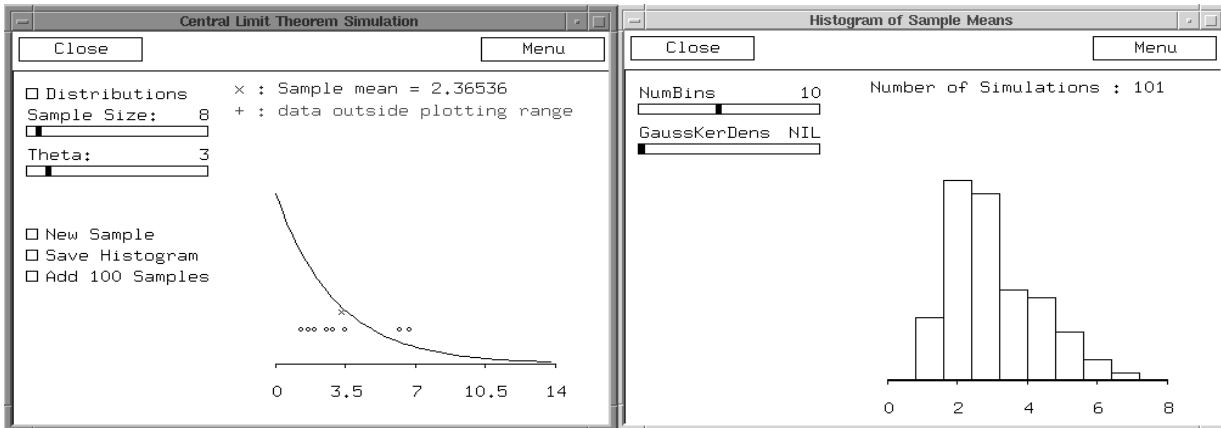 Central Limit Theorem Simulation
Close
Menu
Distributions
Sample Size: 8
Theta: 3
New Sample
Save Histogram
Add 100 Samples
× : Sample mean = 2.36536
+ : data outside plotting range
0 3.5 7 10.5 14
Histogram of Sample Means
Close
Menu
NumBins 10
GaussKerDens NIL
Number of Simulations : 101
0 2 4 6 8